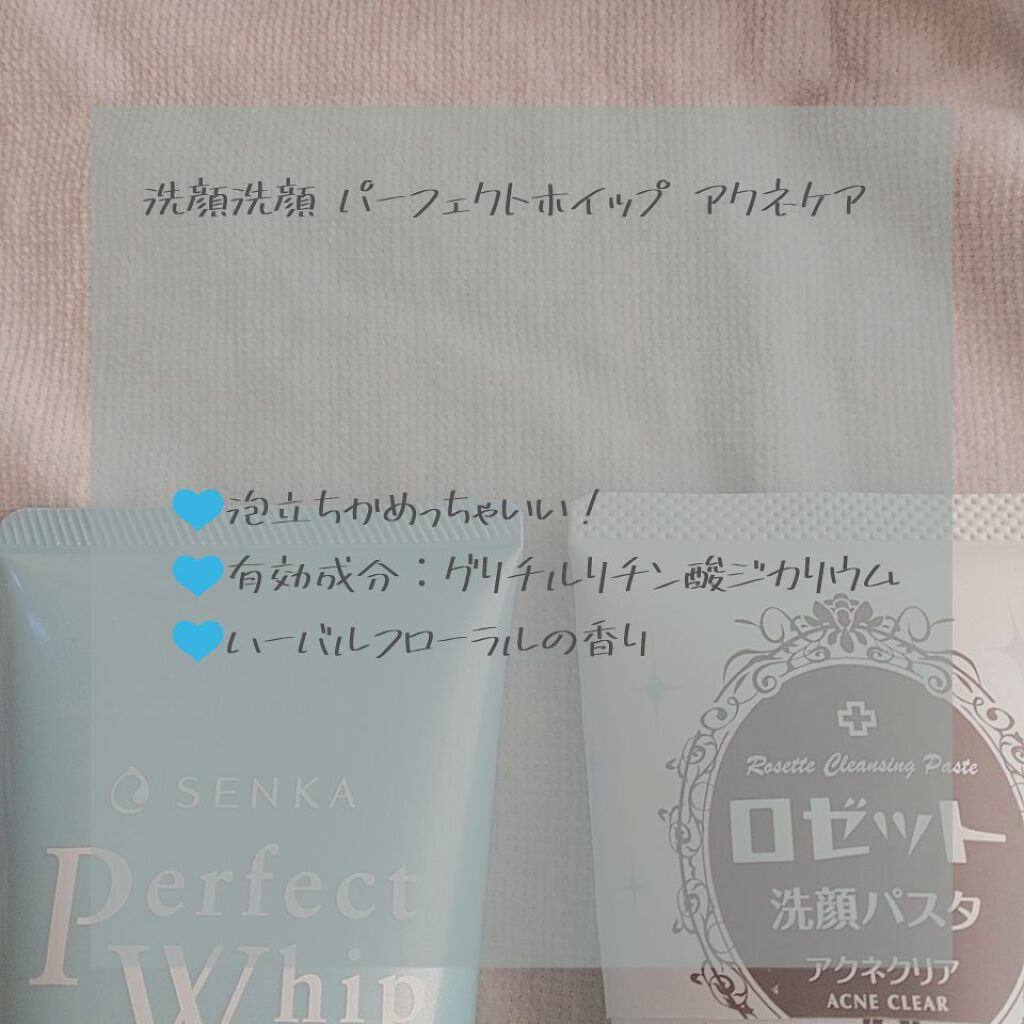 洗顔洗顔 パーフェクトホイップ アクネケア
泡立ちがめっちゃいい！
有効成分：グリチルリチン酸ジカリウム
ハーバルフローラルの香り
SENKA
Perfect
Whip
Rosette Cleansing Paste
ロゼット
洗顔パスタ
アクネクリア
ACNE CLEAR